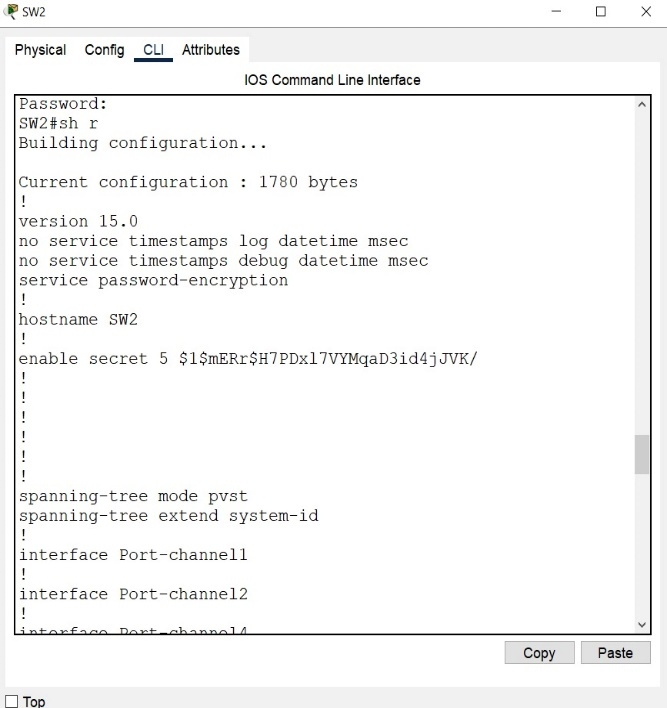 SW2
Physical Config CLI Attributes
IOS Command Line Interface
Password:
SW2#sh r
Building configuration...
Current configuration : 1780 bytes
!
version 15.0
no service timestamps log datetime msec
no service timestamps debug datetime msec
service password-encryption
!
hostname SW2
!
enable secret 5 $1$mERr$H7PDxl7VYMqaD3id4jJVK/
!
!
!
!
!
!
spanning-tree mode pvst
spanning-tree extend system-id
!
interface Port-channel1
!
interface Port-channel2
!
interface Port-channel4
Copy Paste
Top